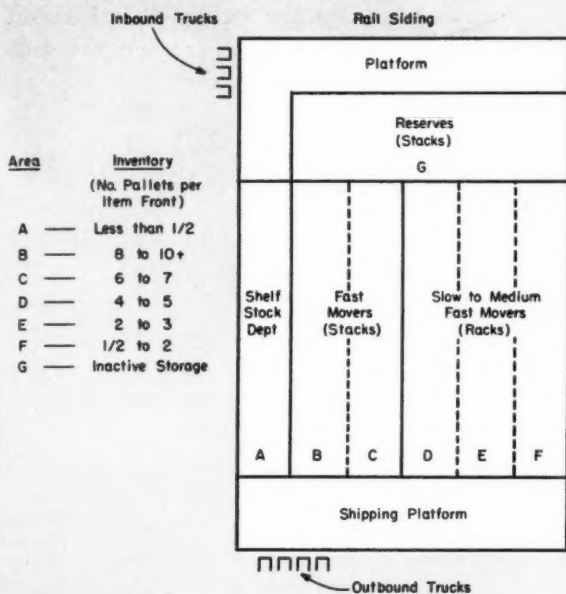 Inbound Trucks
Rail Siding
Platform
Reserves
(Stacks)
G
Area Inventory
(No. Pallets per
Item Front)
A — Less than 1/2
B — 8 to 10+
C — 6 to 7
D — 4 to 5
E — 2 to 3
F — 1/2 to 2
G — Inactive Storage
Shelf
Stock
Dept
Fast
Movers
(Stacks)
Slow to Medium
Fast Movers
(Racks)
A B C D E F
Shipping Platform
Outbound Trucks